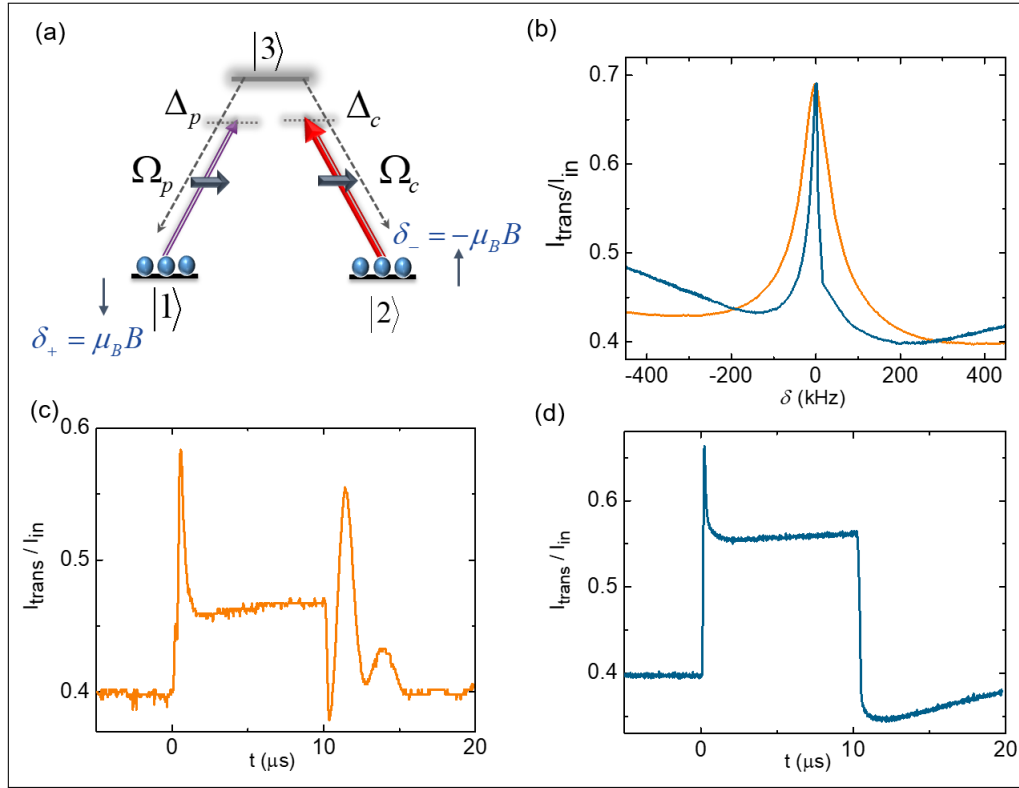 (a)
|3⟩
Δp Δc
Ωp Ωc
δ₋ = −μB B
|1⟩ |2⟩
δ₊ = μB B
(b)
Itrans/Iin
0.7
0.6
0.5
0.4
-400 -200 0 200 400
δ (kHz)
(c)
Itrans / Iin
0.6
0.5
0.4
0 10 20
t (μs)
(d)
Itrans / Iin
0.6
0.5
0.4
0 10 20
t (μs)